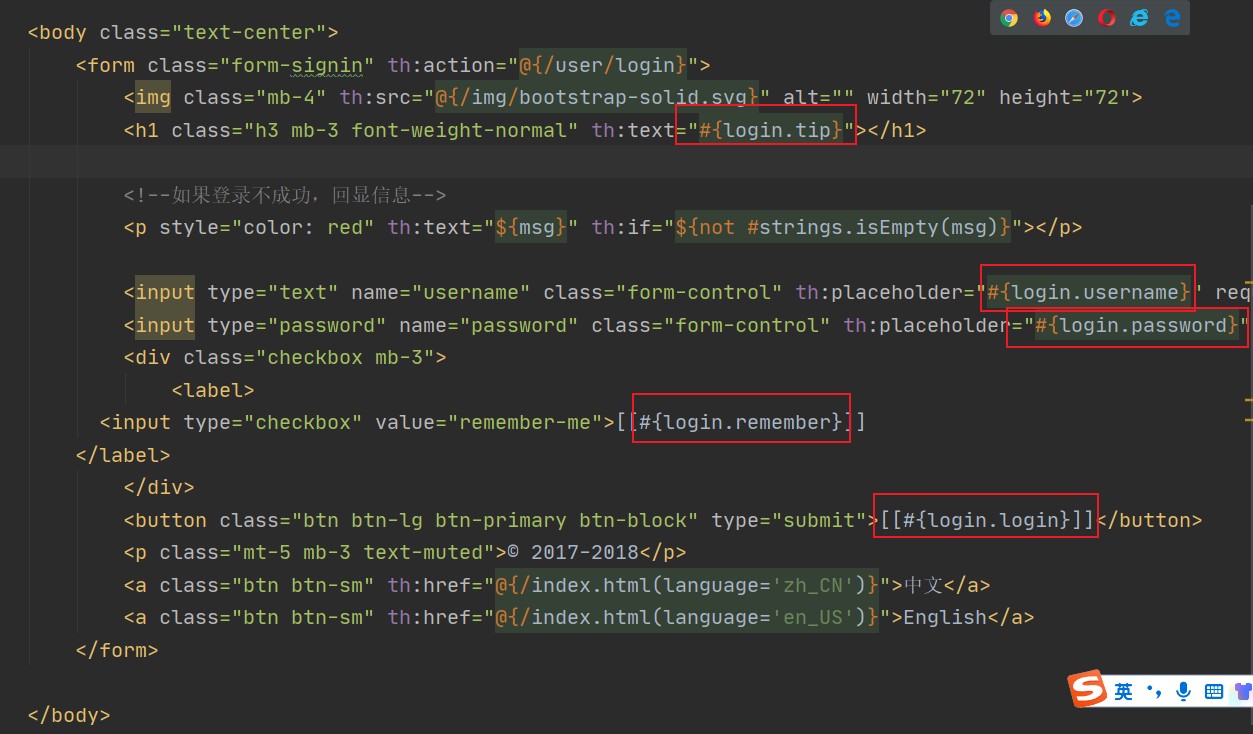 <body class="text-center">
<form class="form-signin" th:action="@{/user/login}">
<img class="mb-4" th:src="@{/img/bootstrap-solid.svg}" alt="" width="72" height="72">
<h1 class="h3 mb-3 font-weight-normal" th:text="#{login.tip}"></h1>
<!--如果登录不成功，回显信息-->
<p style="color: red" th:text="${msg}" th:if="${not #strings.isEmpty(msg)}"></p>
<input type="text" name="username" class="form-control" th:placeholder="#{login.username}" req
<input type="password" name="password" class="form-control" th:placeholder="#{login.password}"
<div class="checkbox mb-3">
<label>
<input type="checkbox" value="remember-me">[[#{login.remember}]]
</label>
</div>
<button class="btn btn-lg btn-primary btn-block" type="submit">[[#{login.login}]]</button>
<p class="mt-5 mb-3 text-muted">© 2017-2018</p>
<a class="btn btn-sm" th:href="@{/index.html(language='zh_CN')}">中文</a>
<a class="btn btn-sm" th:href="@{/index.html(language='en_US')}">English</a>
</form>
S 英
</body>